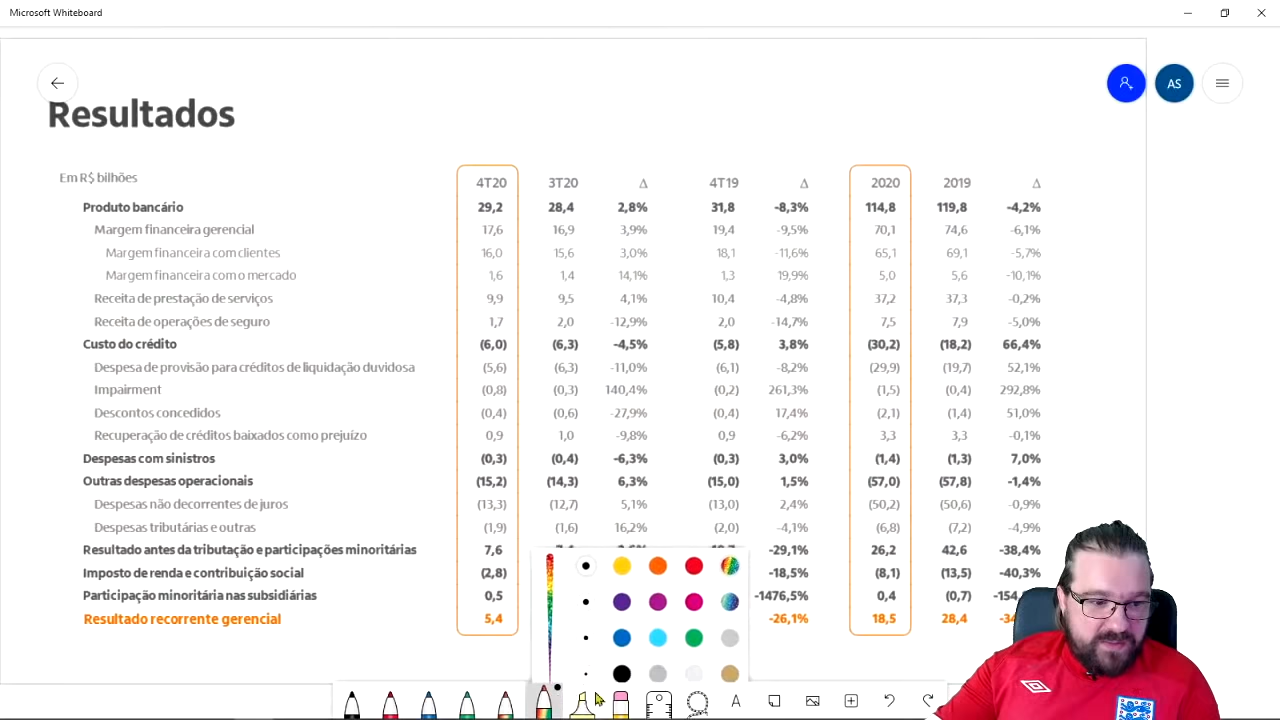 Microsoft Whiteboard
AS
Resultados
Em R$ bilhões 4T20 3T20 Δ 4T19 Δ 2020 2019 Δ
Produto bancário 29,2 28,4 2,8% 31,8 -8,3% 114,8 119,8 -4,2%
Margem financeira gerencial 17,6 16,9 3,9% 19,4 -9,5% 70,1 74,6 -6,1%
Margem financeira com clientes 16,0 15,6 3,0% 18,1 -11,6% 65,1 69,1 -5,7%
Margem financeira com o mercado 1,6 1,4 14,1% 1,3 19,9% 5,0 5,6 -10,1%
Receita de prestação de serviços 9,9 9,5 4,1% 10,4 -4,8% 37,2 37,3 -0,2%
Receita de operações de seguro 1,7 2,0 -12,9% 2,0 -14,7% 7,5 7,9 -5,0%
Custo do crédito (6,0) (6,3) -4,5% (5,8) 3,8% (30,2) (18,2) 66,4%
Despesa de provisão para créditos de liquidação duvidosa (5,6) (6,3) -11,0% (6,1) -8,2% (29,9) (19,7) 52,1%
Impairment (0,8) (0,3) 140,4% (0,2) 261,3% (1,5) (0,4) 292,8%
Descontos concedidos (0,4) (0,6) -27,9% (0,4) 17,4% (2,1) (1,4) 51,0%
Recuperação de créditos baixados como prejuízo 0,9 1,0 -9,8% 0,9 -6,2% 3,3 3,3 -0,1%
Despesas com sinistros (0,3) (0,4) -6,3% (0,3) 3,0% (1,4) (1,3) 7,0%
Outras despesas operacionais (15,2) (14,3) 6,3% (15,0) 1,5% (57,0) (57,8) -1,4%
Despesas não decorrentes de juros (13,3) (12,7) 5,1% (13,0) 2,4% (50,2) (50,6) -0,9%
Despesas tributárias e outras (1,9) (1,6) 16,2% (2,0) -4,1% (6,8) (7,2) -4,9%
Resultado antes da tributação e participações minoritárias 7,6 -29,1% 26,2 42,6 -38,4%
Imposto de renda e contribuição social (2,8) -18,5% (8,1) (13,5) -40,3%
Participação minoritária nas subsidiárias 0,5 -1476,5% 0,4 (0,7) -154
Resultado recorrente gerencial 5,4 -26,1% 18,5 28,4